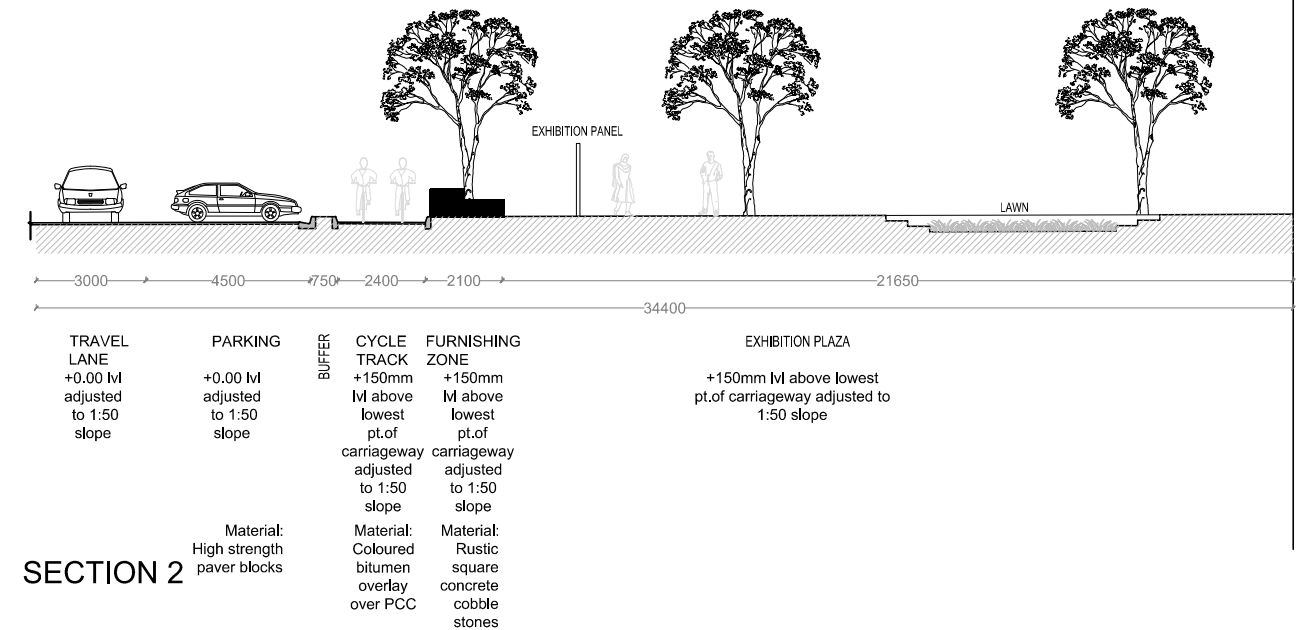 EXHIBITION PANEL
LAWN
3000
4500
750
2400
2100
21650
34400
TRAVEL
LANE
+0.00 lvl
adjusted
to 1:50
slope
PARKING
+0.00 lvl
adjusted
to 1:50
slope
Material:
High strength
paver blocks
BUFFER
CYCLE
TRACK
+150mm
lvl above
lowest
pt.of
carriageway
adjusted
to 1:50
slope
Material:
Coloured
bitumen
overlay
over PCC
FURNISHING
ZONE
+150mm
lvl above
lowest
pt.of
carriageway
adjusted
to 1:50
slope
Material:
Rustic
square
concrete
cobble
stones
EXHIBITION PLAZA
+150mm lvl above lowest
pt.of carriageway adjusted to
1:50 slope
SECTION 2